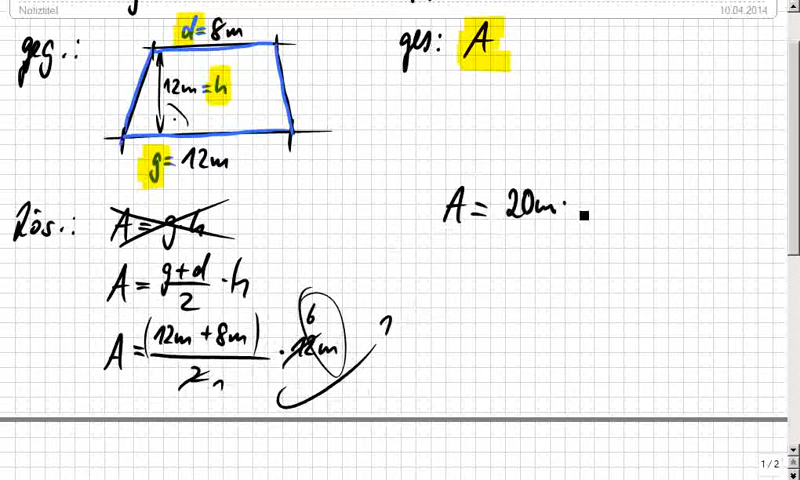 Notiztitel
10.04.2014
geg.:
d = 8m
ges: A
12m = h
g = 12m
Lös.:
A = g · h
A = 20m ·
A = g+d / 2 · h
A = (12m + 8m) / 2 1 · 12m 6
1 / 2